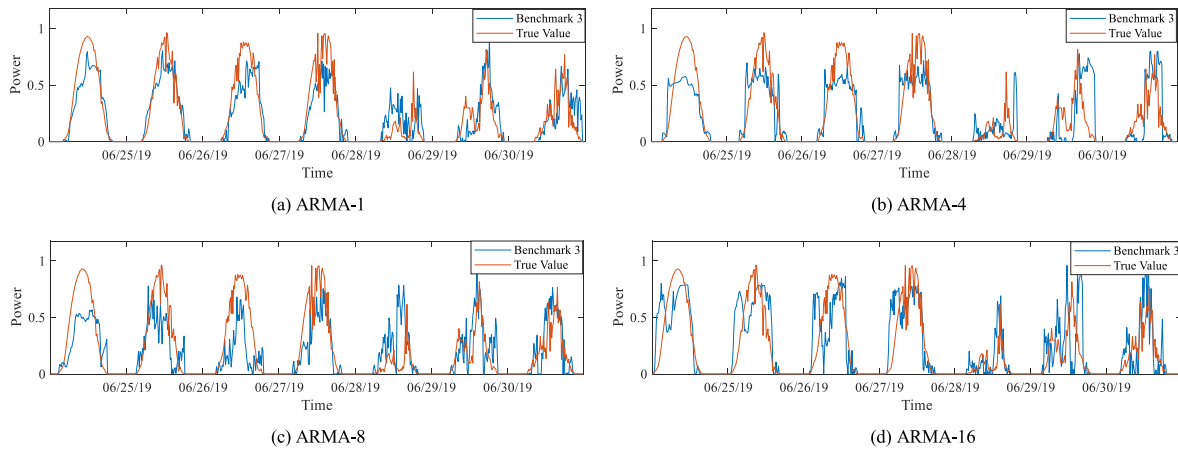 1
0.5
0
Power
Benchmark 3
True Value
06/25/19 06/26/19 06/27/19 06/28/19 06/29/19 06/30/19
Time
(a) ARMA-1
1
0.5
0
Power
Benchmark 3
True Value
06/25/19 06/26/19 06/27/19 06/28/19 06/29/19 06/30/19
Time
(b) ARMA-4
1
0.5
0
Power
Benchmark 3
True Value
06/25/19 06/26/19 06/27/19 06/28/19 06/29/19 06/30/19
Time
(c) ARMA-8
1
0.5
0
Power
Benchmark 3
True Value
06/25/19 06/26/19 06/27/19 06/28/19 06/29/19 06/30/19
Time
(d) ARMA-16